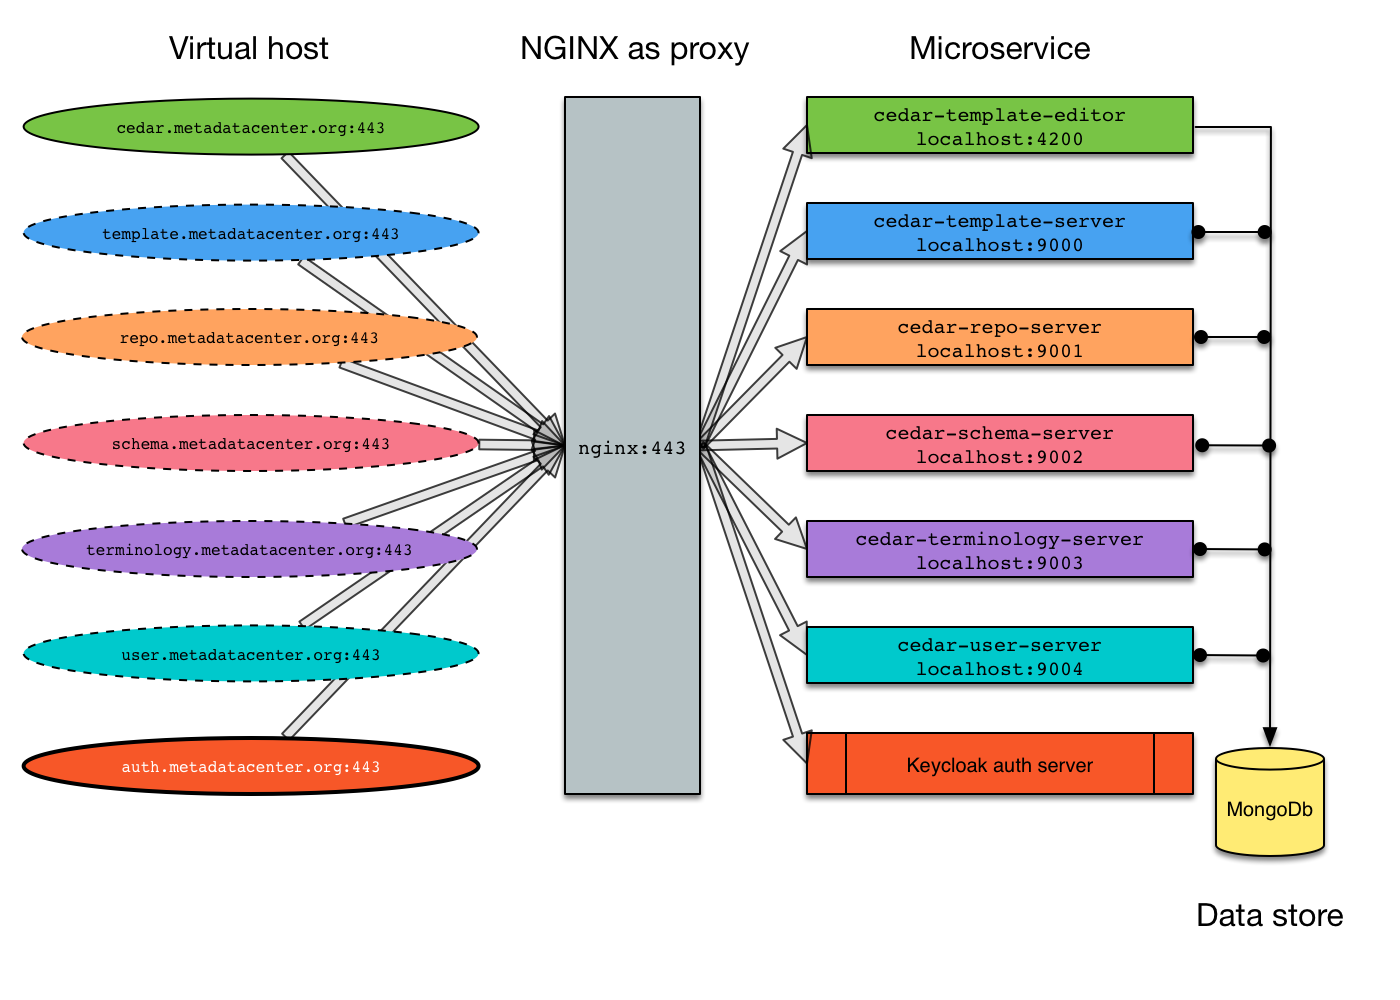 Virtual host
NGINX as proxy
Microservice
cedar.metadatacenter.org:443
template.metadatacenter.org:443
repo.metadatacenter.org:443
schema.metadatacenter.org:443
terminology.metadatacenter.org:443
user.metadatacenter.org:443
auth.metadatacenter.org:443
nginx:443
cedar-template-editor
localhost:4200
cedar-template-server
localhost:9000
cedar-repo-server
localhost:9001
cedar-schema-server
localhost:9002
cedar-terminology-server
localhost:9003
cedar-user-server
localhost:9004
Keycloak auth server
MongoDb
Data store